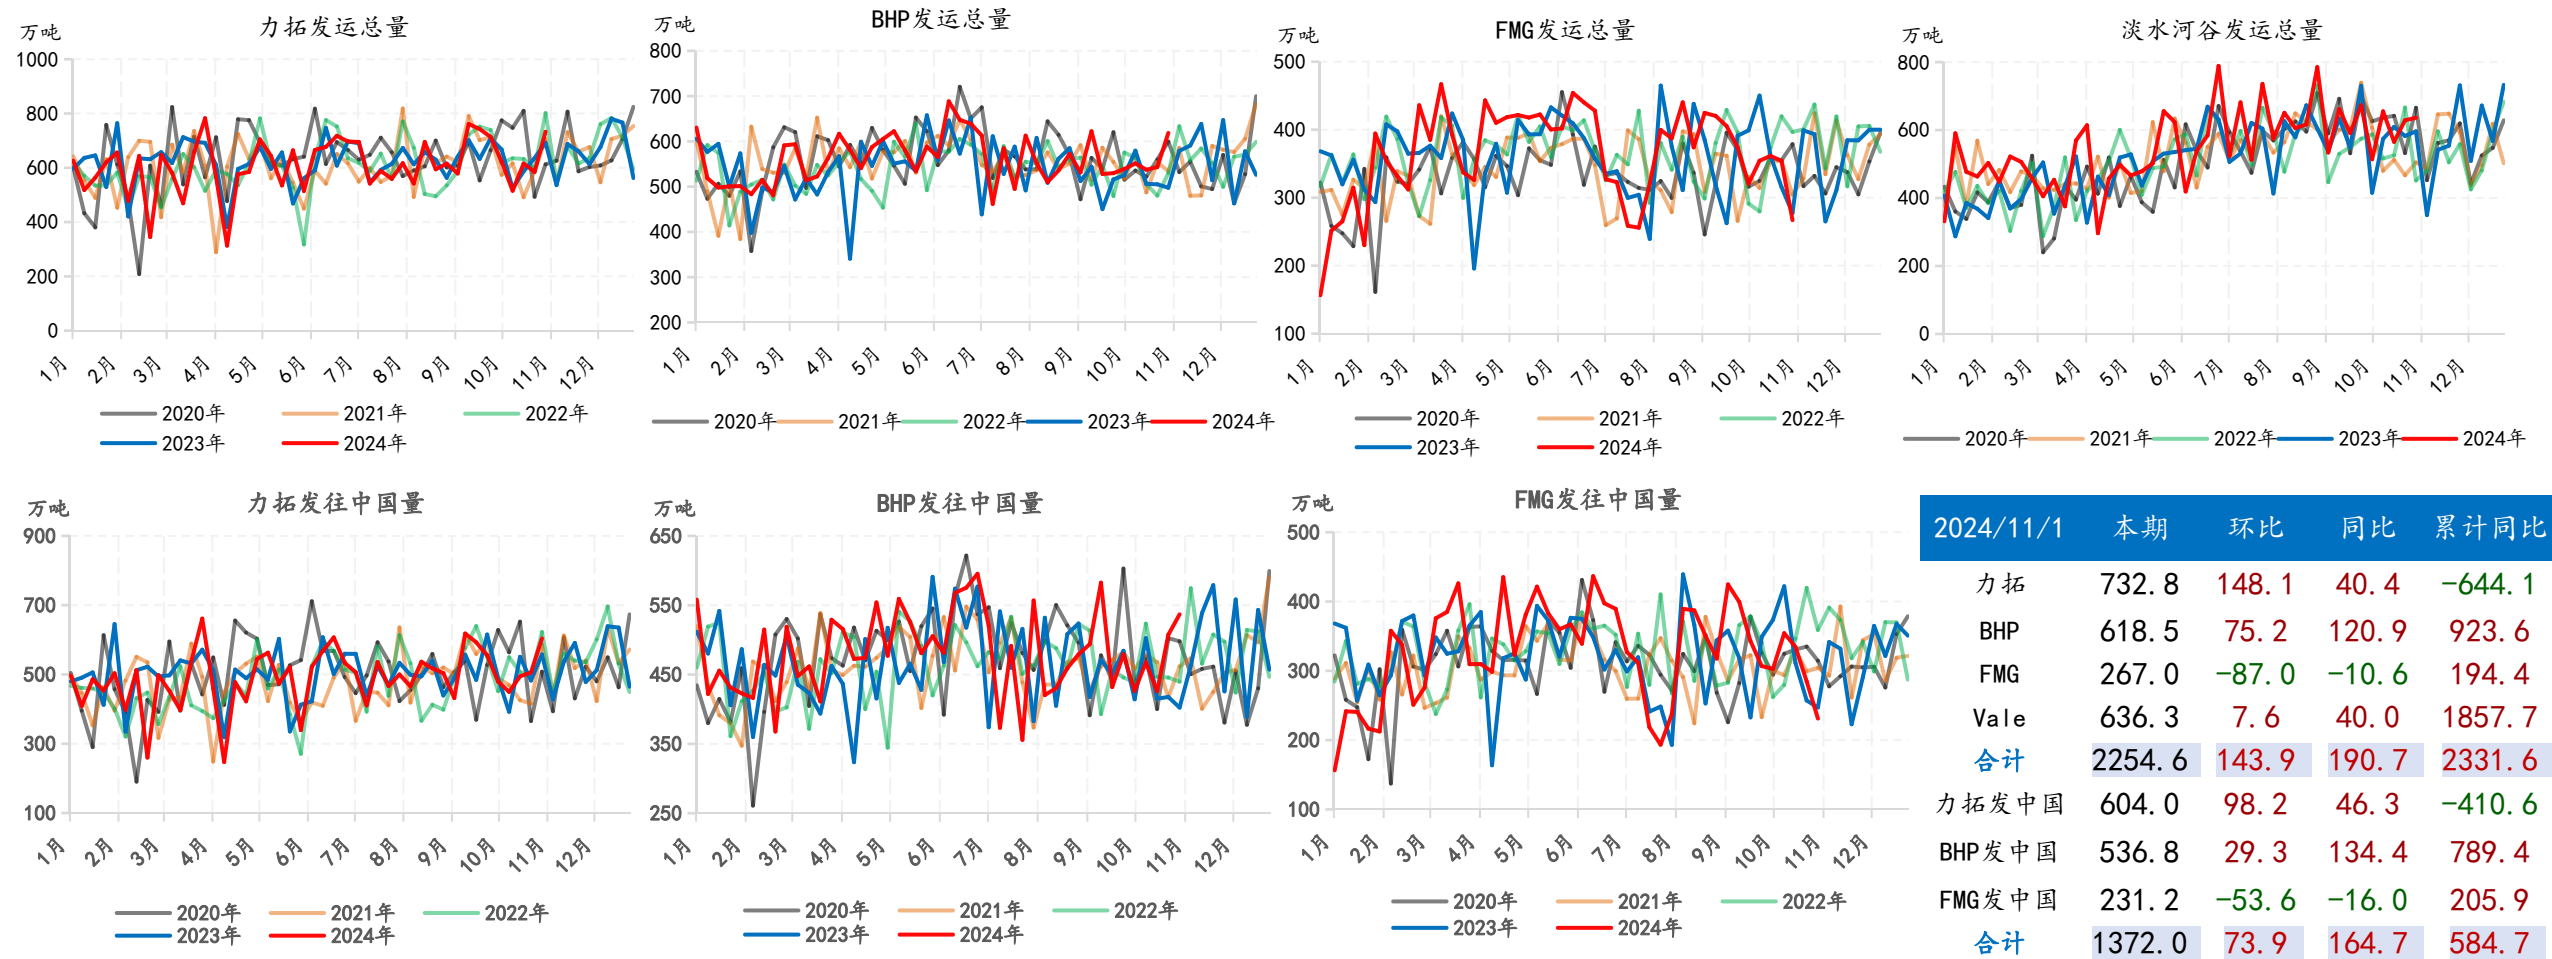 力拓发运总量
万吨
1000
800
600
400
200
0
1月 2月 3月 4月 5月 6月 7月 8月 9月 10月 11月 12月
2020年 2021年 2022年
2023年 2024年
BHP发运总量
万吨
800
700
600
500
400
300
200
1月 2月 3月 4月 5月 6月 7月 8月 9月 10月 11月 12月
2020年 2021年 2022年 2023年 2024年
FMG发运总量
万吨
500
400
300
200
100
1月 2月 3月 4月 5月 6月 7月 8月 9月 10月 11月 12月
2020年 2021年 2022年
2023年 2024年
淡水河谷发运总量
万吨
800
600
400
200
0
1月 2月 3月 4月 5月 6月 7月 8月 9月 10月 11月 12月
2020年 2021年 2022年 2023年 2024年
力拓发往中国量
万吨
900
700
500
300
100
1月 2月 3月 4月 5月 6月 7月 8月 9月 10月 11月 12月
2020年 2021年 2022年
2023年 2024年
BHP发往中国量
万吨
650
550
450
350
250
1月 2月 3月 4月 5月 6月 7月 8月 9月 10月 11月 12月
2020年 2021年 2022年
2023年 2024年
FMG发往中国量
万吨
500
400
300
200
100
1月 2月 3月 4月 5月 6月 7月 8月 9月 10月 11月 12月
2020年 2021年 2022年
2023年 2024年
2024/11/1 本期 环比 同比 累计同比
力拓 732.8 148.1 40.4 -644.1
BHP 618.5 75.2 120.9 923.6
FMG 267.0 -87.0 -10.6 194.4
Vale 636.3 7.6 40.0 1857.7
合计 2254.6 143.9 190.7 2331.6
力拓发中国 604.0 98.2 46.3 -410.6
BHP发中国 536.8 29.3 134.4 789.4
FMG发中国 231.2 -53.6 -16.0 205.9
合计 1372.0 73.9 164.7 584.7